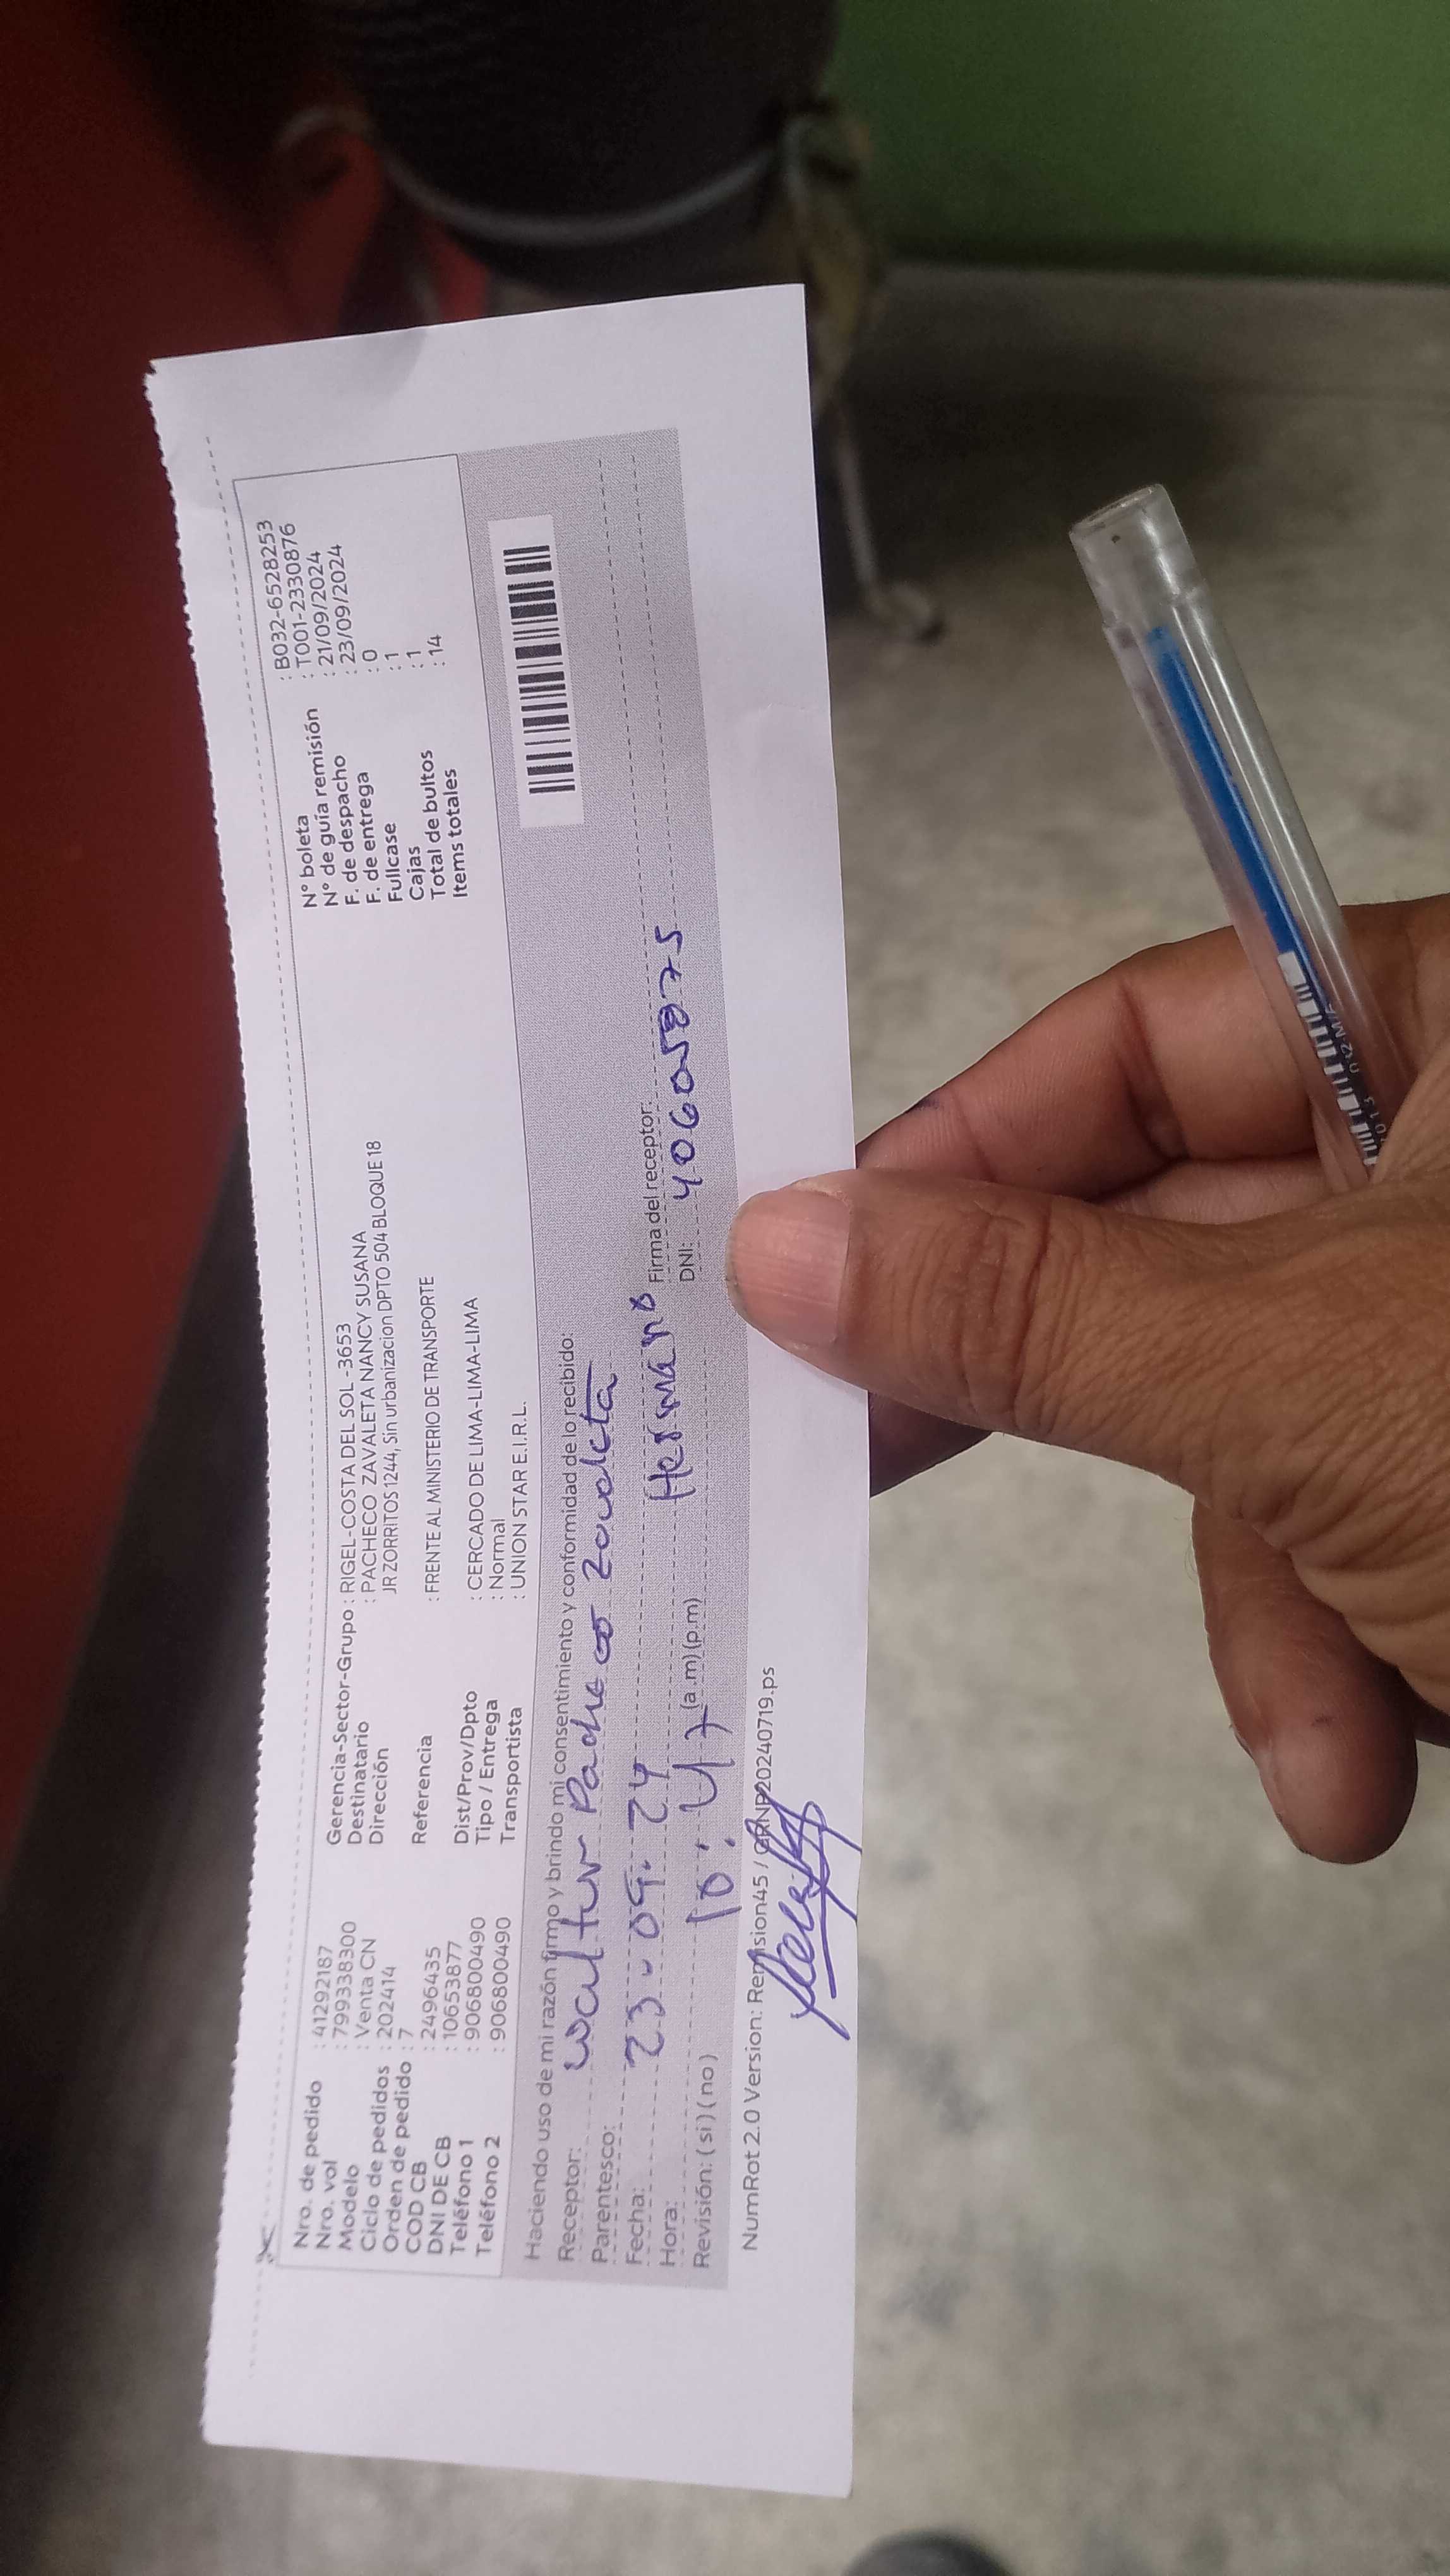 Nro. de pedido : 41292187
Nro. vol : 799338300
Modelo : Venta CN
Ciclo de pedidos : 202414
Orden de pedido : 7
COD CB : 2496435
DNI DE CB : 10653877
Teléfono 1 : 906800490
Teléfono 2 : 906800490
Gerencia-Sector-Grupo : RIGEL-COSTA DEL SOL -3653
Destinatario : PACHECO ZAVALETA NANCY SUSANA
Dirección JR ZORRITOS 1244, Sin urbanizacion DPTO 504 BLOQUE 18
Referencia : FRENTE AL MINISTERIO DE TRANSPORTE
Dist/Prov/Dpto : CERCADO DE LIMA-LIMA-LIMA
Tipo / Entrega : Normal
Transportista : UNION STAR E.I.R.L.
N° boleta : B032-6528253
N° de guía remisión : T001-2330876
F. de despacho : 21/09/2024
F. de entrega : 23/09/2024
Fullcase : 0
Cajas : 1
Total de bultos : 1
Items totales : 14
Haciendo uso de mi razón firmo y brindo mi consentimiento y conformidad de lo recibido:
Receptor: Walter Pacheco
Parentesco: Hermano
Fecha: 23-09-24
Firma del receptor:
Hora: 10:47 (a.m) (p.m)
DNI: 40605875
Revisión: ( si ) ( no )
NumRot 2.0 Version: Remision45 / GRNP20240719.ps